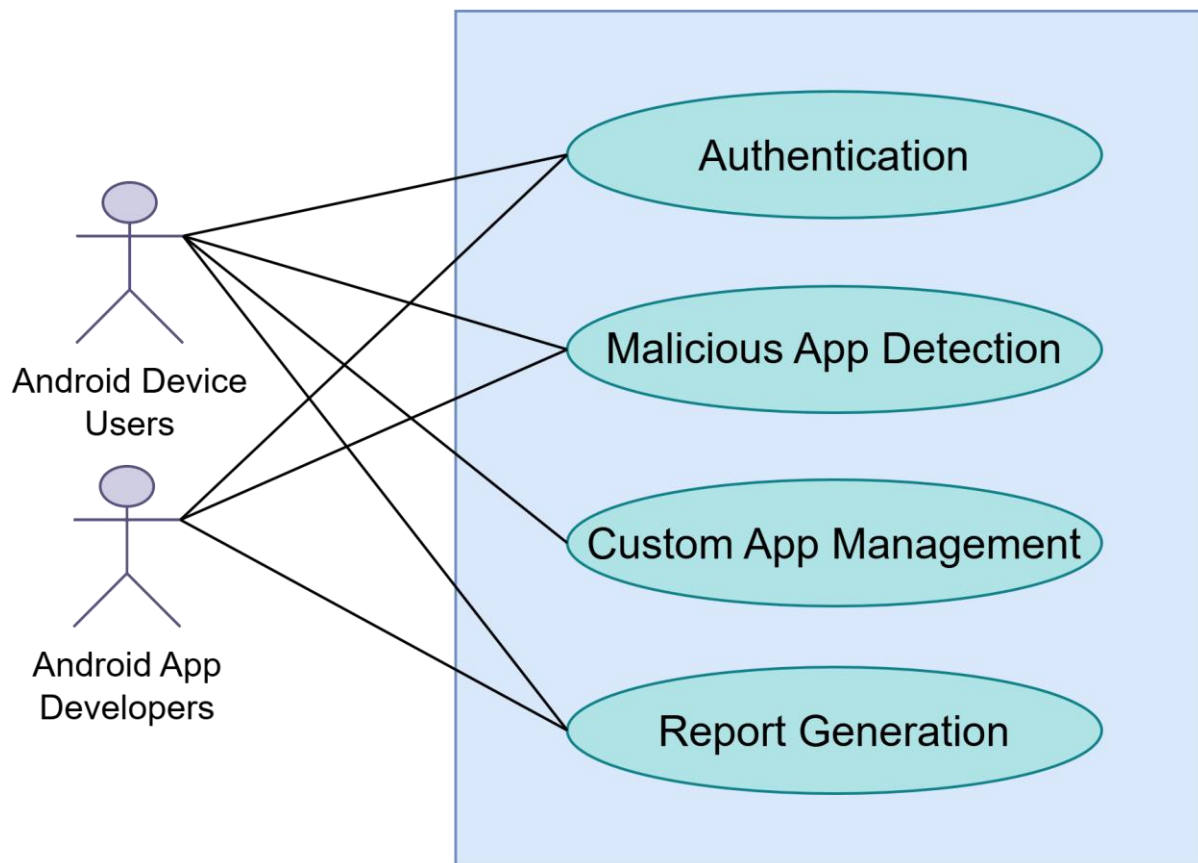 Authentication
Malicious App Detection
Android Device
Users
Custom App Management
Android App
Developers
Report Generation